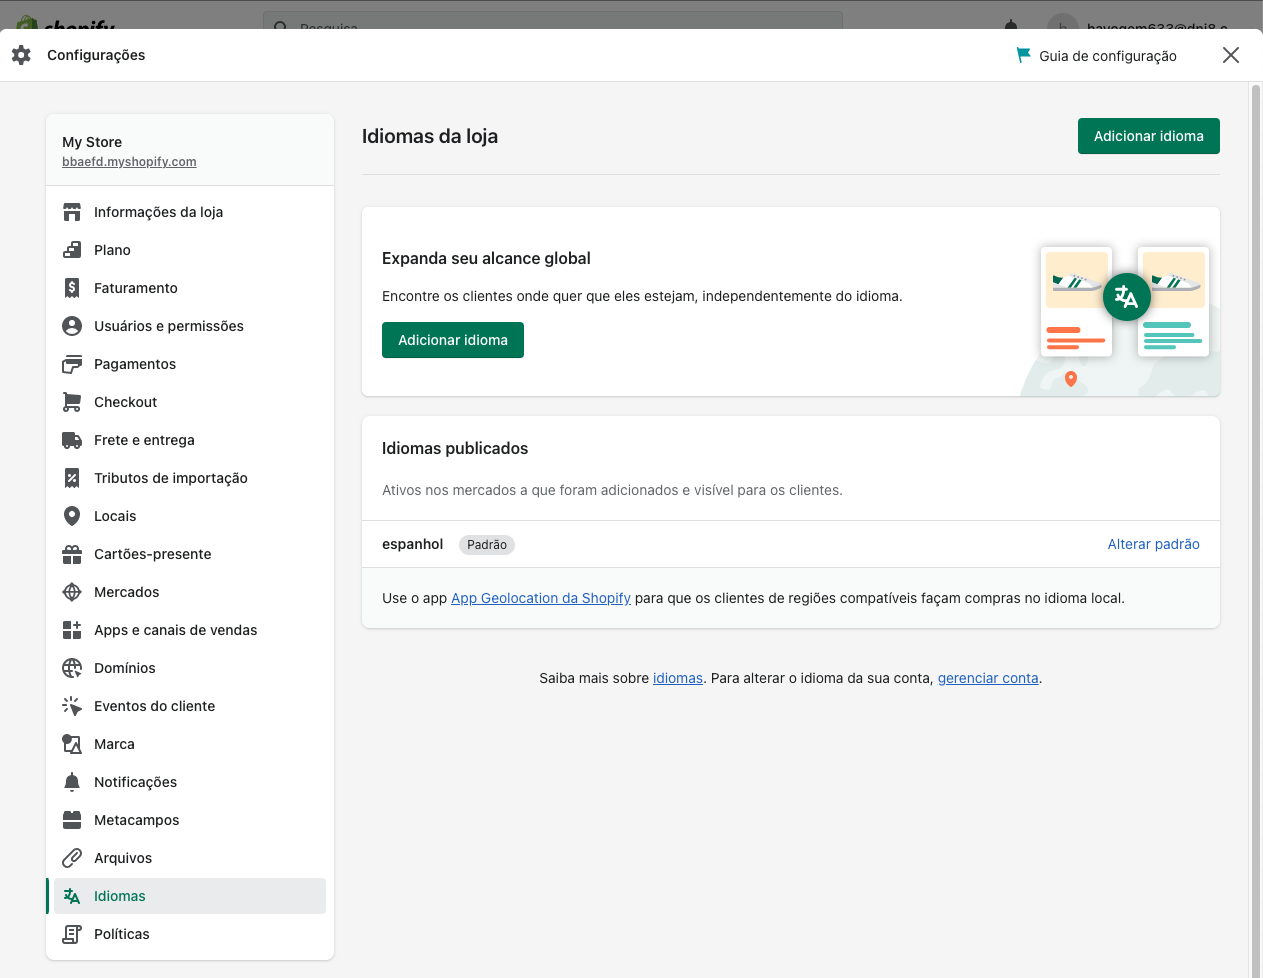 shopify
Pesquisa
Configurações
Guia de configuração
My Store
bbaefd.myshopify.com
Informações da loja
Plano
Faturamento
Usuários e permissões
Pagamentos
Checkout
Frete e entrega
Tributos de importação
Locais
Cartões-presente
Mercados
Apps e canais de vendas
Domínios
Eventos do cliente
Marca
Notificações
Metacampos
Arquivos
Idiomas
Políticas
Idiomas da loja
Adicionar idioma
Expanda seu alcance global
Encontre os clientes onde quer que eles estejam, independentemente do idioma.
Adicionar idioma
Idiomas publicados
Ativos nos mercados a que foram adicionados e visível para os clientes.
espanhol Padrão Alterar padrão
Use o app App Geolocation da Shopify para que os clientes de regiões compatíveis façam compras no idioma local.
Saiba mais sobre idiomas. Para alterar o idioma da sua conta, gerenciar conta.